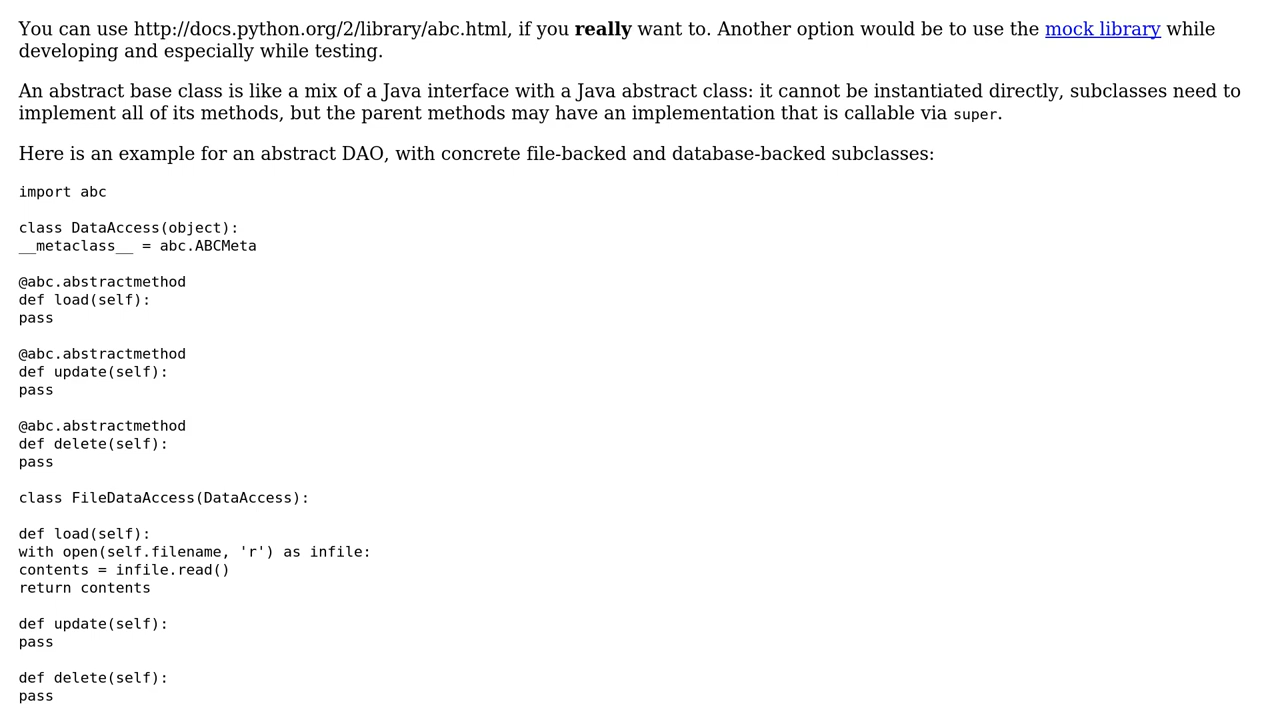 You can use http://docs.python.org/2/library/abc.html, if you really want to. Another option would be to use the mock library while
developing and especially while testing.
An abstract base class is like a mix of a Java interface with a Java abstract class: it cannot be instantiated directly, subclasses need to
implement all of its methods, but the parent methods may have an implementation that is callable via super.
Here is an example for an abstract DAO, with concrete file-backed and database-backed subclasses:
import abc
class DataAccess(object):
__metaclass__ = abc.ABCMeta
@abc.abstractmethod
def load(self):
pass
@abc.abstractmethod
def update(self):
pass
@abc.abstractmethod
def delete(self):
pass
class FileDataAccess(DataAccess):
def load(self):
with open(self.filename, 'r') as infile:
contents = infile.read()
return contents
def update(self):
pass
def delete(self):
pass